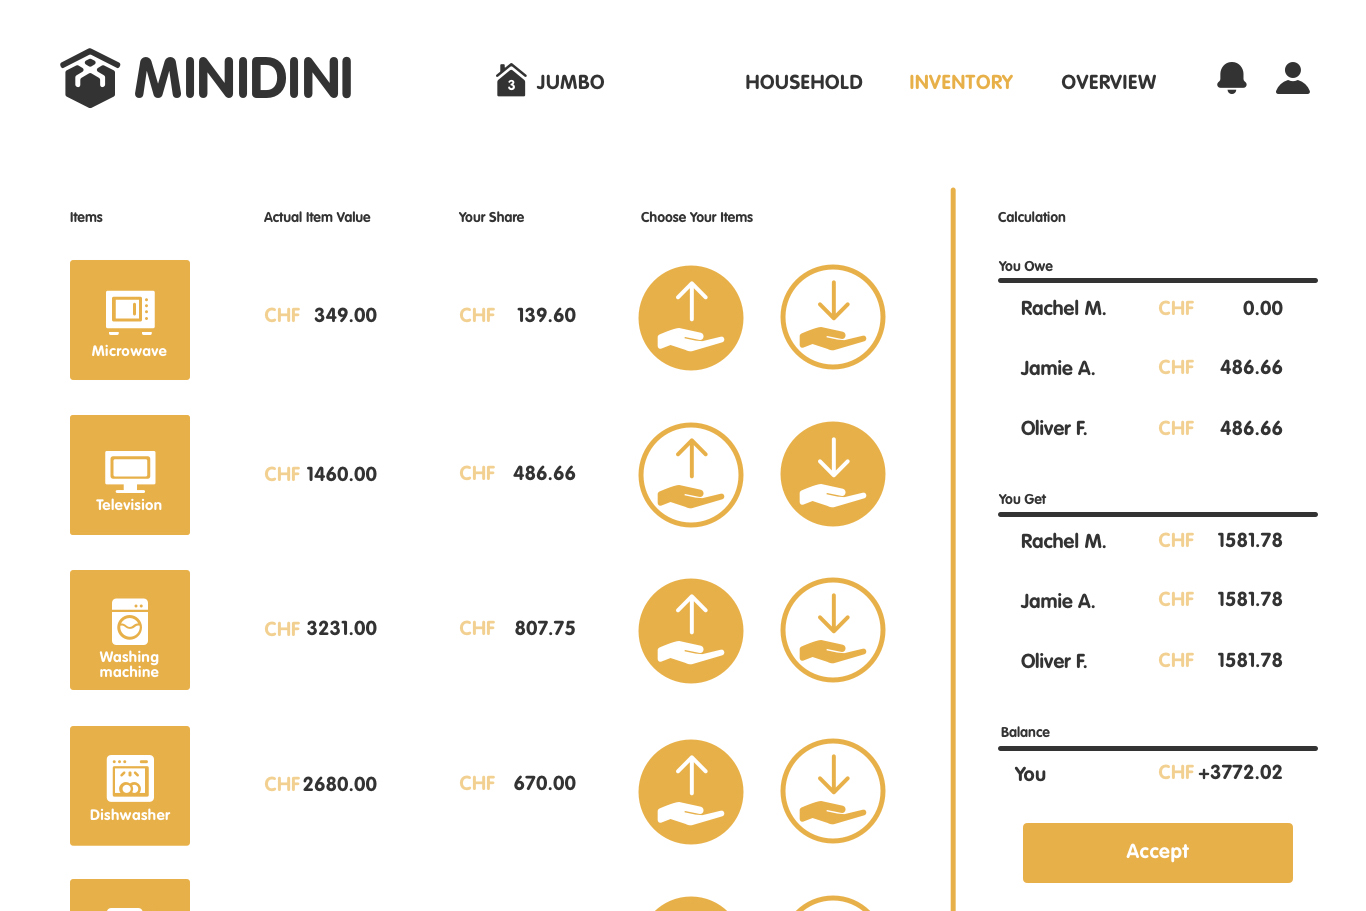 MINIDINI
3 JUMBO
HOUSEHOLD
INVENTORY
OVERVIEW
Items
Actual Item Value
Your Share
Choose Your Items
Microwave
CHF 349.00
CHF 139.60
Television
CHF 1460.00
CHF 486.66
Washing
machine
CHF 3231.00
CHF 807.75
Dishwasher
CHF 2680.00
CHF 670.00
Calculation
You Owe
Rachel M. CHF 0.00
Jamie A. CHF 486.66
Oliver F. CHF 486.66
You Get
Rachel M. CHF 1581.78
Jamie A. CHF 1581.78
Oliver F. CHF 1581.78
Balance
You CHF +3772.02
Accept